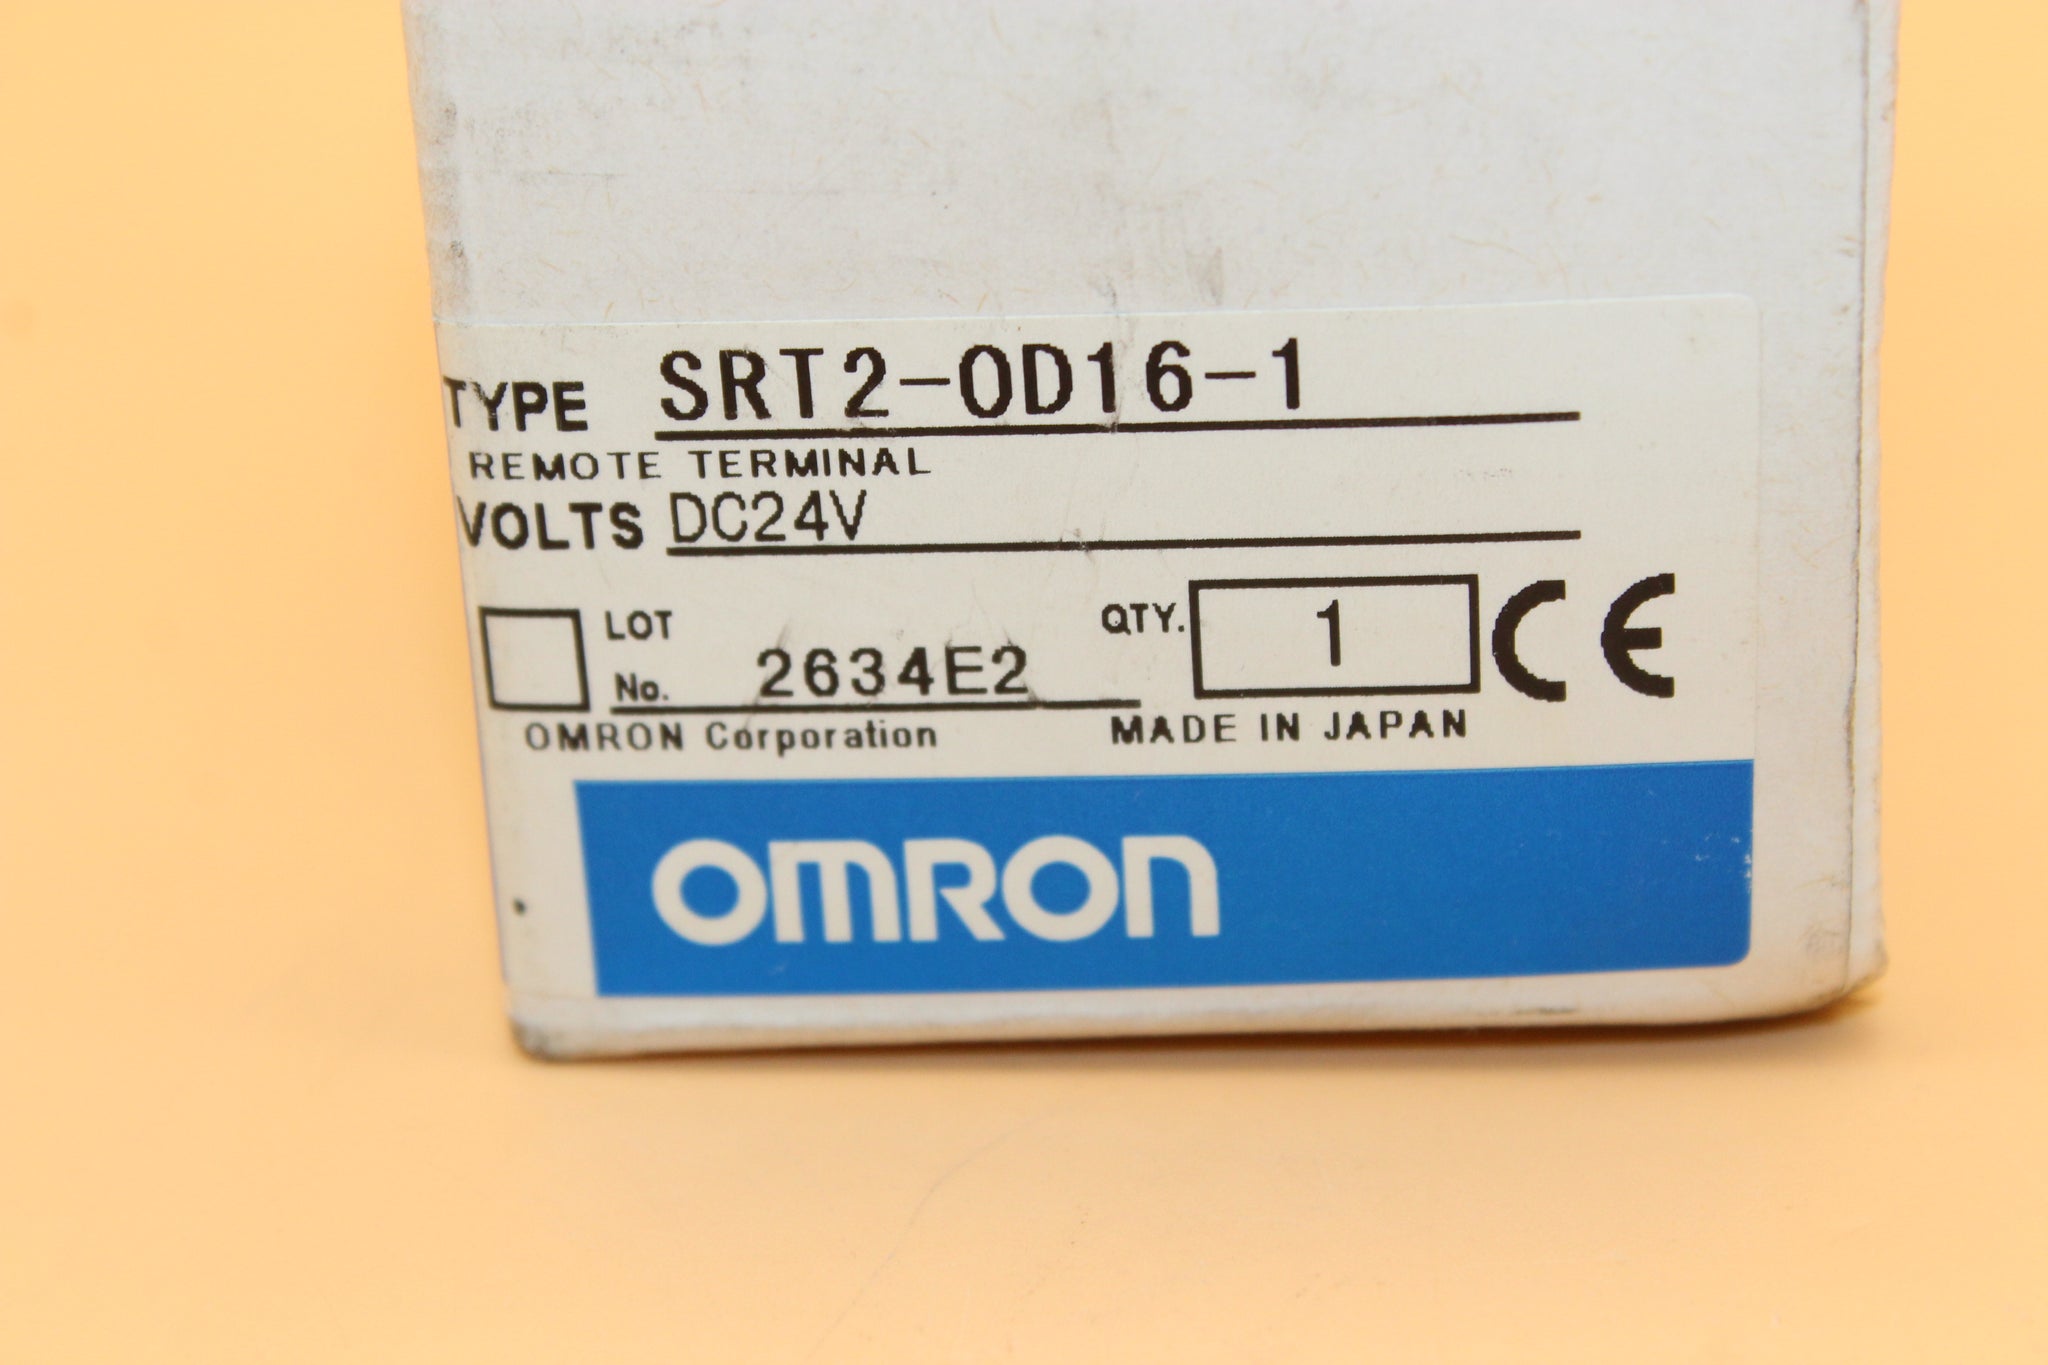 TYPE SRT2-OD16-1
REMOTE TERMINAL
VOLTS DC24V
LOT No. 2634E2 QTY. 1 CE
OMRON Corporation MADE IN JAPAN
OMRON